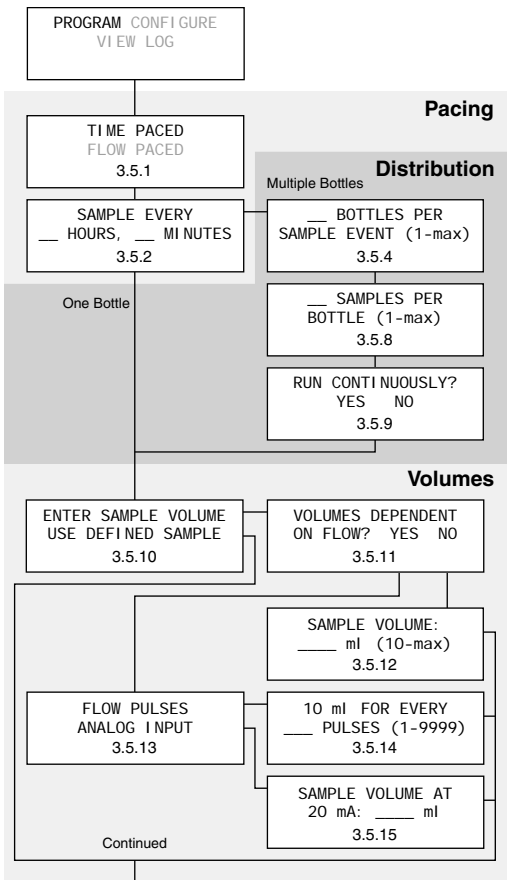 PROGRAM CONFIGURE
VIEW LOG
Pacing
TIME PACED
FLOW PACED
3.5.1
Distribution
Multiple Bottles
SAMPLE EVERY
__ HOURS, __ MINUTES
3.5.2
__ BOTTLES PER
SAMPLE EVENT (1-max)
3.5.4
One Bottle
__ SAMPLES PER
BOTTLE (1-max)
3.5.8
RUN CONTINUOUSLY?
YES NO
3.5.9
Volumes
ENTER SAMPLE VOLUME
USE DEFINED SAMPLE
3.5.10
VOLUMES DEPENDENT
ON FLOW? YES NO
3.5.11
SAMPLE VOLUME:
____ ml (10-max)
3.5.12
FLOW PULSES
ANALOG INPUT
3.5.13
10 ml FOR EVERY
___ PULSES (1-9999)
3.5.14
SAMPLE VOLUME AT
20 mA: ____ ml
3.5.15
Continued